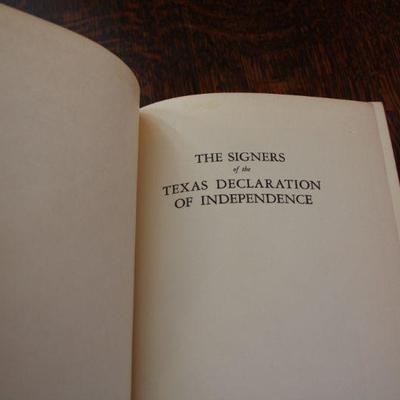 THE SIGNERS
of the
TEXAS DECLARATION
OF INDEPENDENCE